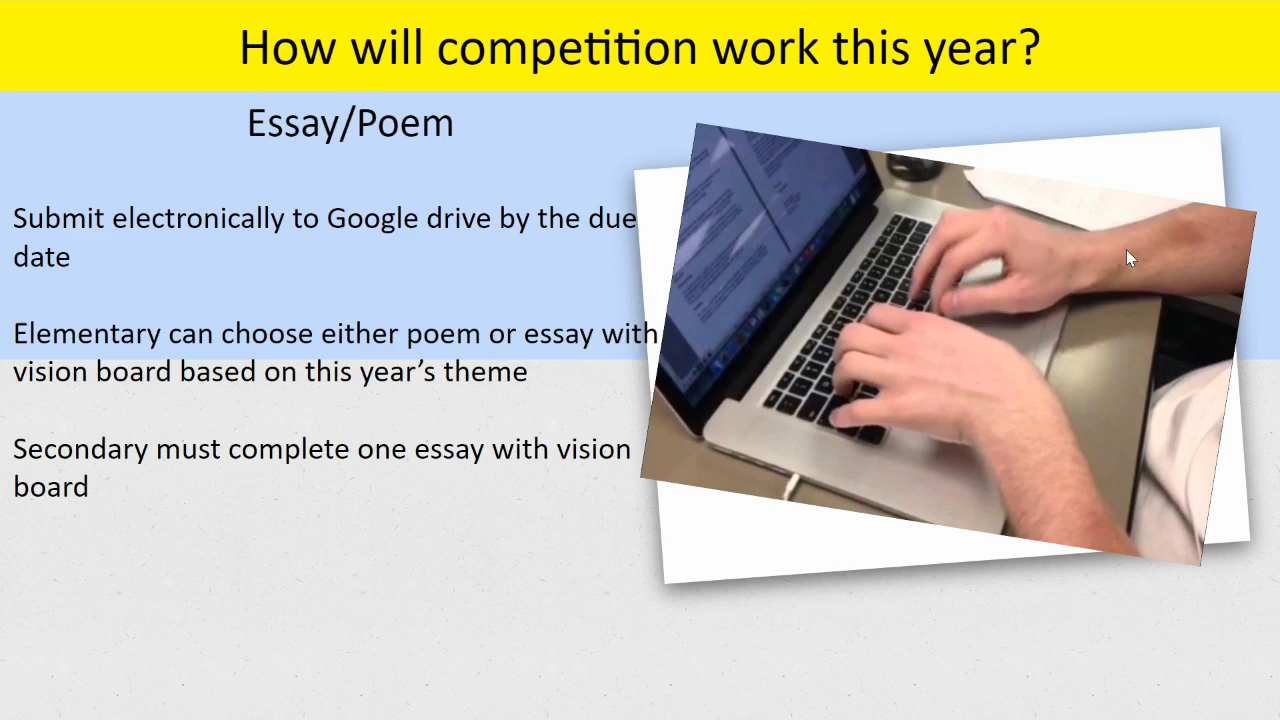 How will competition work this year?
Essay/Poem
Submit electronically to Google drive by the due
date
Elementary can choose either poem or essay with
vision board based on this year’s theme
Secondary must complete one essay with vision
board